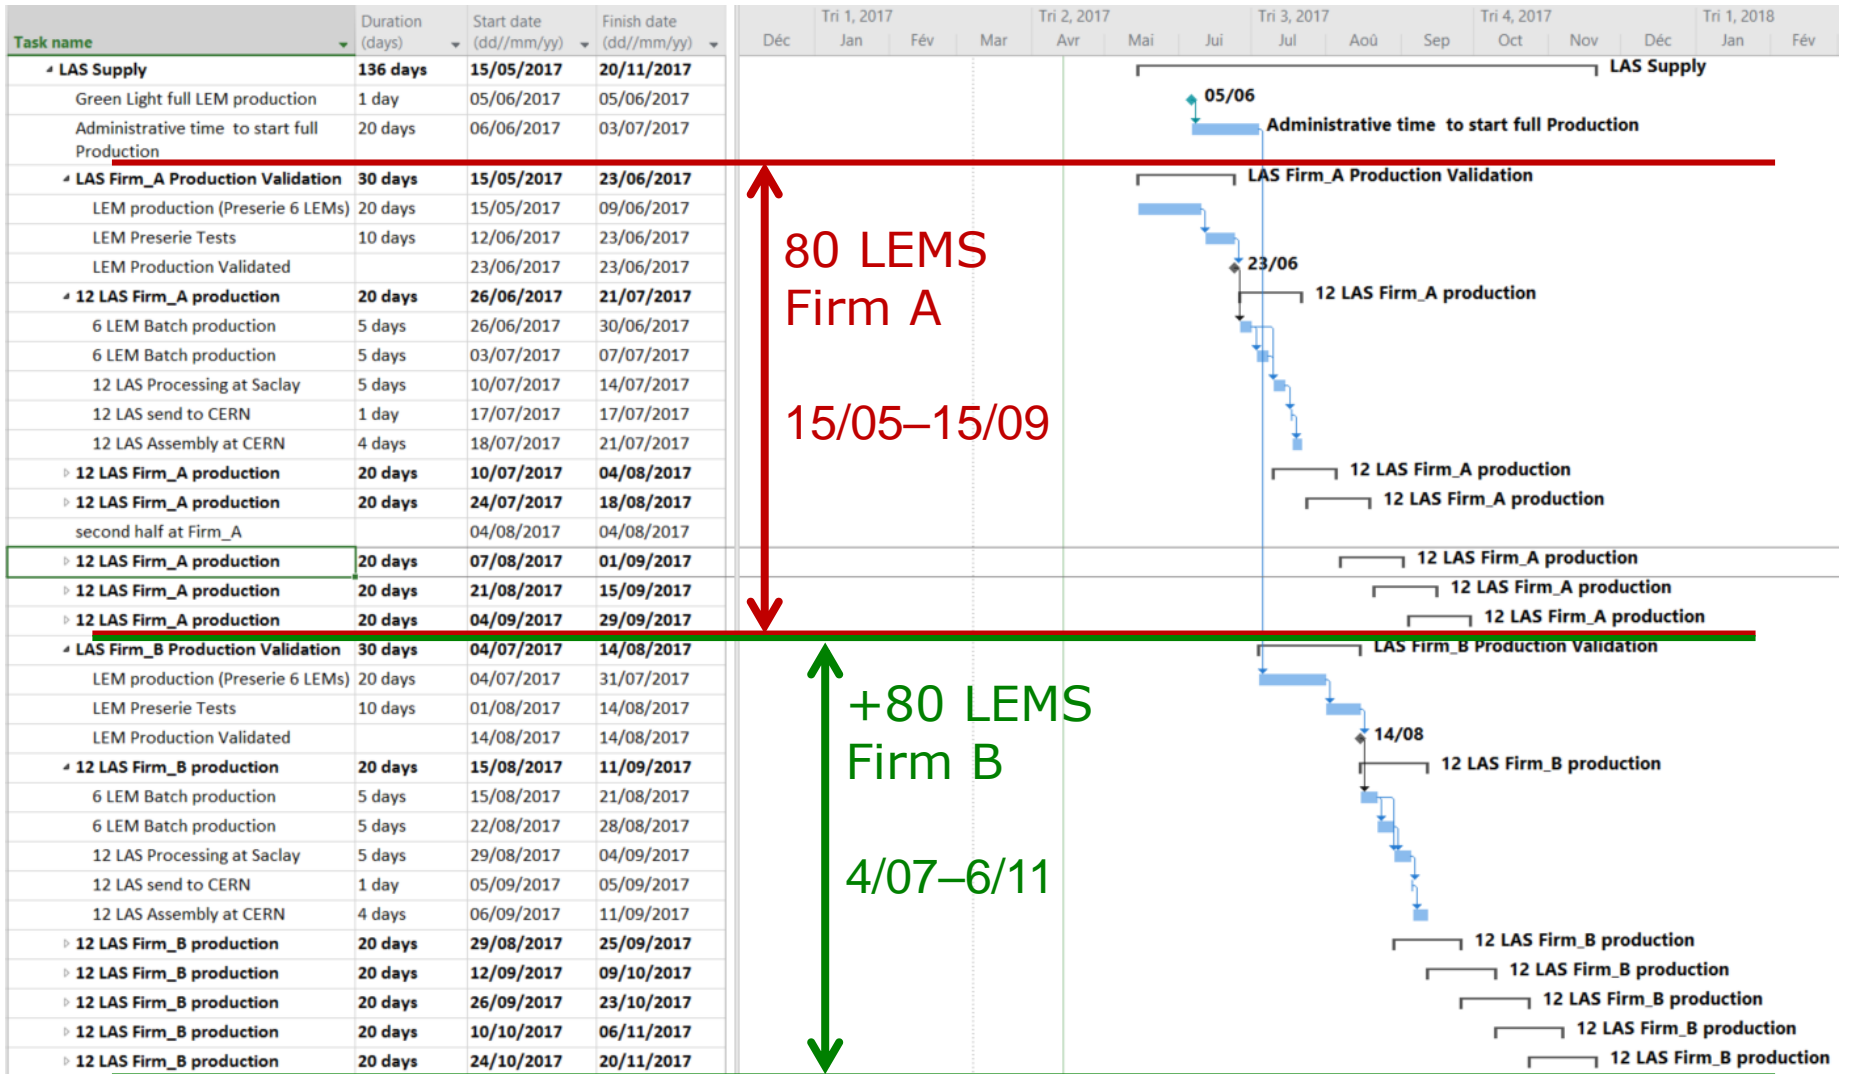 Tri 1, 2017 Tri 2, 2017 Tri 3, 2017 Tri 4, 2017 Tri 1, 2018
Task name Duration (days) Start date (dd//mm/yy) Finish date (dd//mm/yy) Déc Jan Fév Mar Avr Mai Jui Jul Aoû Sep Oct Nov Déc Jan Fév
LAS Supply 136 days 15/05/2017 20/11/2017 LAS Supply
Green Light full LEM production 1 day 05/06/2017 05/06/2017 05/06
Administrative time to start full Production 20 days 06/06/2017 03/07/2017 Administrative time to start full Production
LAS Firm_A Production Validation 30 days 15/05/2017 23/06/2017 LAS Firm_A Production Validation
LEM production (Preserie 6 LEMs) 20 days 15/05/2017 09/06/2017
LEM Preserie Tests 10 days 12/06/2017 23/06/2017
LEM Production Validated 23/06/2017 23/06/2017 23/06
12 LAS Firm_A production 20 days 26/06/2017 21/07/2017 12 LAS Firm_A production
6 LEM Batch production 5 days 26/06/2017 30/06/2017
6 LEM Batch production 5 days 03/07/2017 07/07/2017
12 LAS Processing at Saclay 5 days 10/07/2017 14/07/2017
12 LAS send to CERN 1 day 17/07/2017 17/07/2017
12 LAS Assembly at CERN 4 days 18/07/2017 21/07/2017
12 LAS Firm_A production 20 days 10/07/2017 04/08/2017 12 LAS Firm_A production
12 LAS Firm_A production 20 days 24/07/2017 18/08/2017 12 LAS Firm_A production
second half at Firm_A 04/08/2017 04/08/2017
12 LAS Firm_A production 20 days 07/08/2017 01/09/2017 12 LAS Firm_A production
12 LAS Firm_A production 20 days 21/08/2017 15/09/2017 12 LAS Firm_A production
12 LAS Firm_A production 20 days 04/09/2017 29/09/2017 12 LAS Firm_A production
80 LEMS
Firm A
15/05–15/09
LAS Firm_B Production Validation 30 days 04/07/2017 14/08/2017 LAS Firm_B Production Validation
LEM production (Preserie 6 LEMs) 20 days 04/07/2017 31/07/2017
LEM Preserie Tests 10 days 01/08/2017 14/08/2017
LEM Production Validated 14/08/2017 14/08/2017 14/08
12 LAS Firm_B production 20 days 15/08/2017 11/09/2017 12 LAS Firm_B production
6 LEM Batch production 5 days 15/08/2017 21/08/2017
6 LEM Batch production 5 days 22/08/2017 28/08/2017
12 LAS Processing at Saclay 5 days 29/08/2017 04/09/2017
12 LAS send to CERN 1 day 05/09/2017 05/09/2017
12 LAS Assembly at CERN 4 days 06/09/2017 11/09/2017
12 LAS Firm_B production 20 days 29/08/2017 25/09/2017 12 LAS Firm_B production
12 LAS Firm_B production 20 days 12/09/2017 09/10/2017 12 LAS Firm_B production
12 LAS Firm_B production 20 days 26/09/2017 23/10/2017 12 LAS Firm_B production
12 LAS Firm_B production 20 days 10/10/2017 06/11/2017 12 LAS Firm_B production
12 LAS Firm_B production 20 days 24/10/2017 20/11/2017 12 LAS Firm_B production
+80 LEMS
Firm B
4/07–6/11